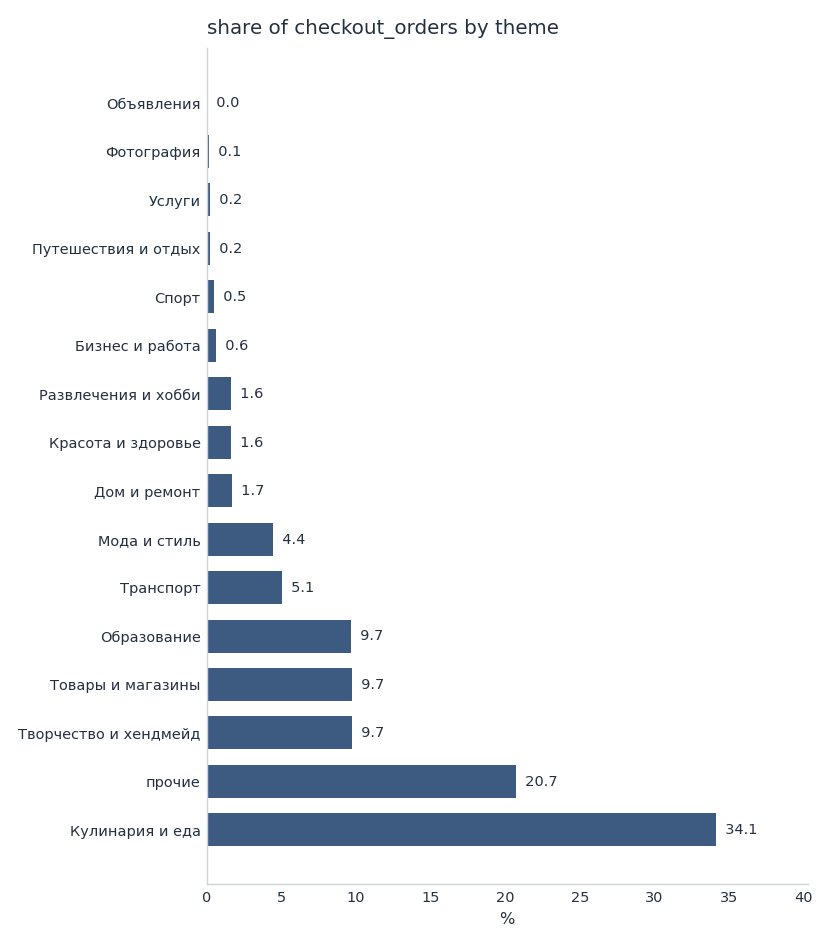 share of checkout_orders by theme
Объявления 0.0
Фотография 0.1
Услуги 0.2
Путешествия и отдых 0.2
Спорт 0.5
Бизнес и работа 0.6
Развлечения и хобби 1.6
Красота и здоровье 1.6
Дом и ремонт 1.7
Мода и стиль 4.4
Транспорт 5.1
Образование 9.7
Товары и магазины 9.7
Творчество и хендмейд 9.7
прочие 20.7
Кулинария и еда 34.1
0 5 10 15 20 25 30 35 40
%